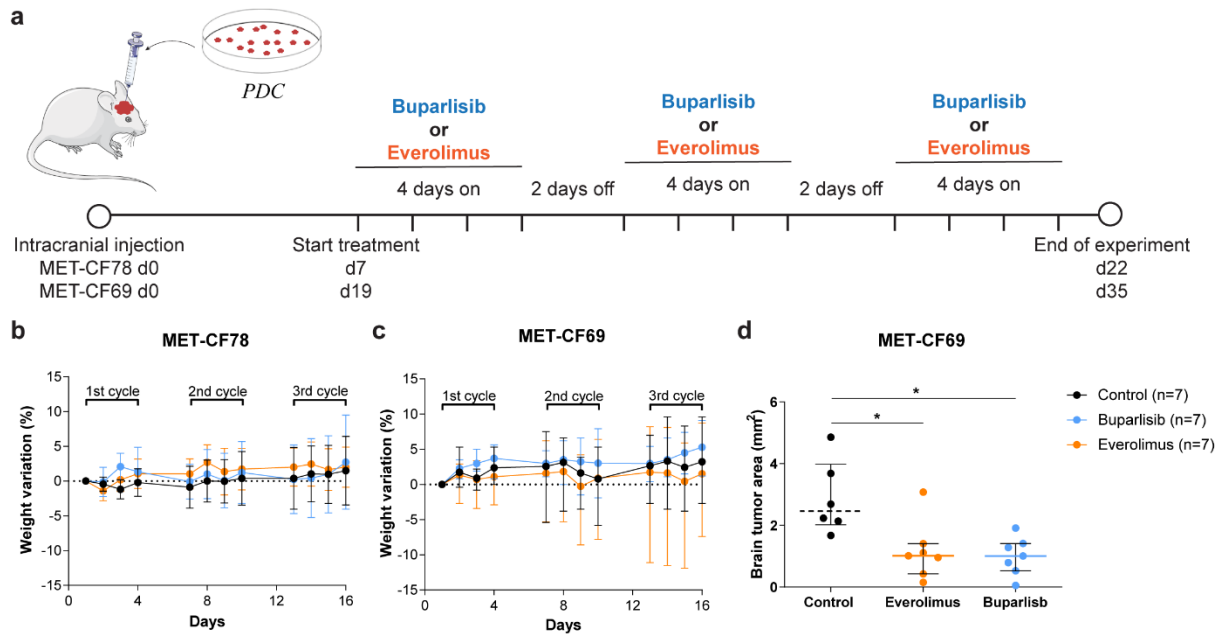 a
PDC
Buparlisib
or
Everolimus
Buparlisib
or
Everolimus
Buparlisib
or
Everolimus
4 days on
2 days off
4 days on
2 days off
4 days on
Intracranial injection
MET-CF78 d0
MET-CF69 d0
Start treatment
d7
d19
End of experiment
d22
d35
b
MET-CF78
Weight variation (%)
15
10
5
0
-5
-10
-15
1st cycle
2nd cycle
3rd cycle
0
4
8
12
16
Days
c
MET-CF69
Weight variation (%)
15
10
5
0
-5
-10
-15
1st cycle
2nd cycle
3rd cycle
0
4
8
12
16
Days
d
MET-CF69
Brain tumor area (mm²)
6
4
2
0
*
*
Control
Everolimus
Buparlisb
Control (n=7)
Buparlisib (n=7)
Everolimus (n=7)